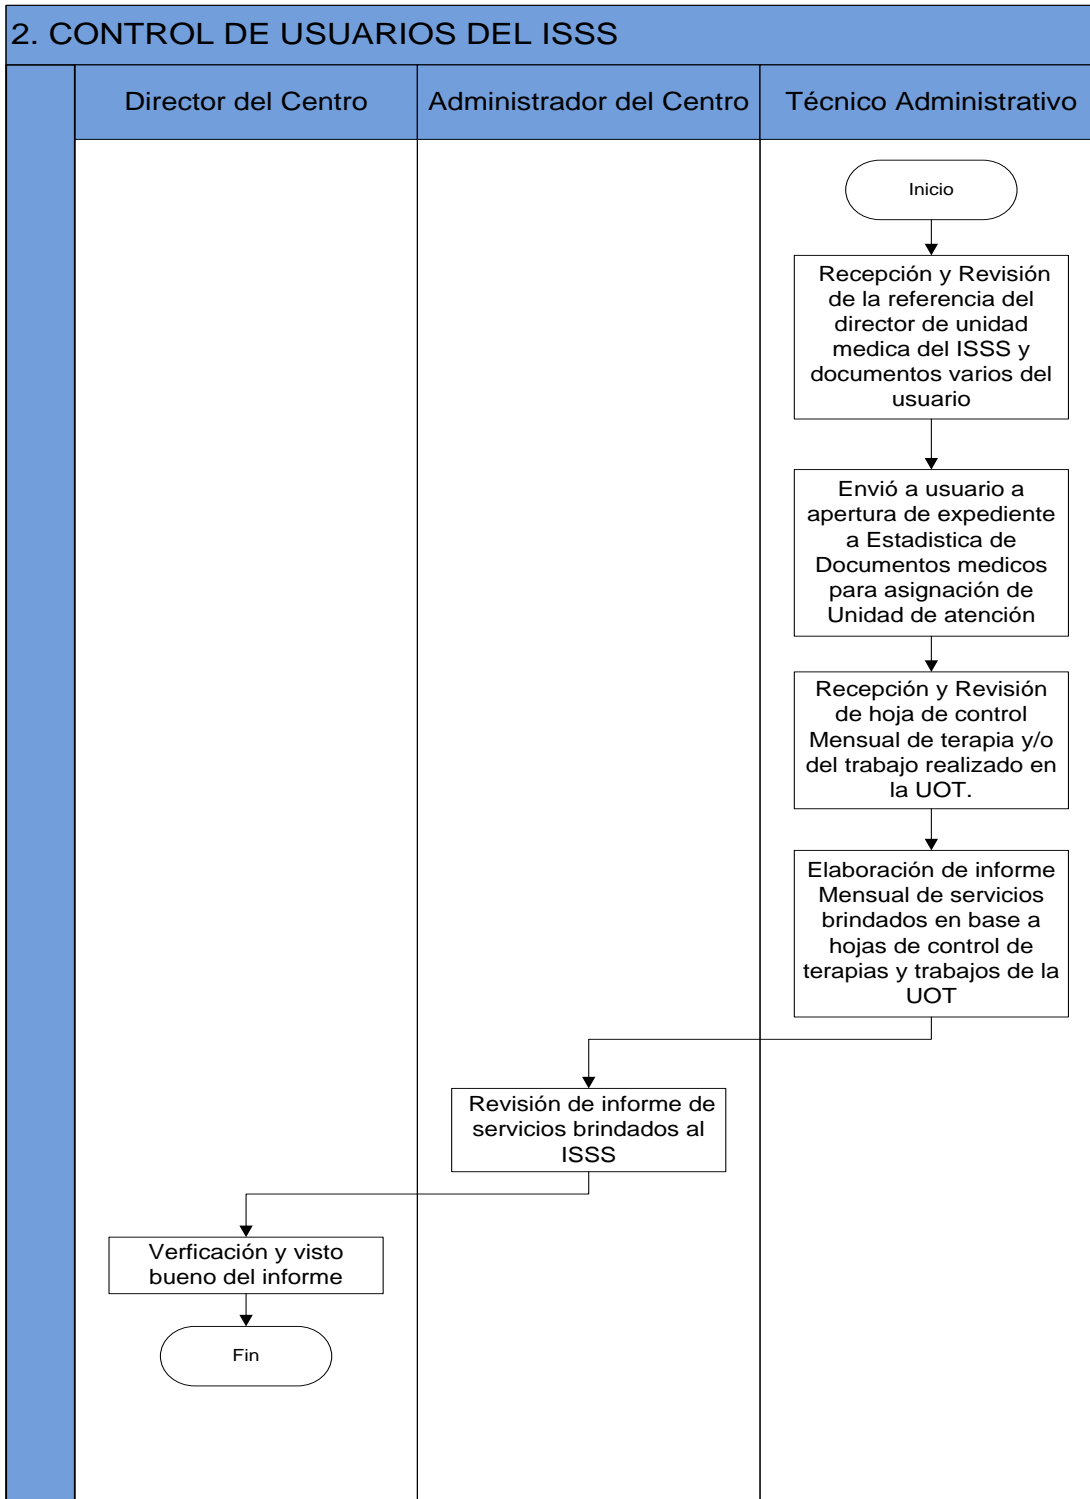 2. CONTROL DE USUARIOS DEL ISSS
Director del Centro
Administrador del Centro
Técnico Administrativo
Inicio
Recepción y Revisión
de la referencia del
director de unidad
medica del ISSS y
documentos varios del
usuario
Envió a usuario a
apertura de expediente
a Estadistica de
Documentos medicos
para asignación de
Unidad de atención
Recepción y Revisión
de hoja de control
Mensual de terapia y/o
del trabajo realizado en
la UOT.
Elaboración de informe
Mensual de servicios
brindados en base a
hojas de control de
terapias y trabajos de la
UOT
Revisión de informe de
servicios brindados al
ISSS
Verficación y visto
bueno del informe
Fin